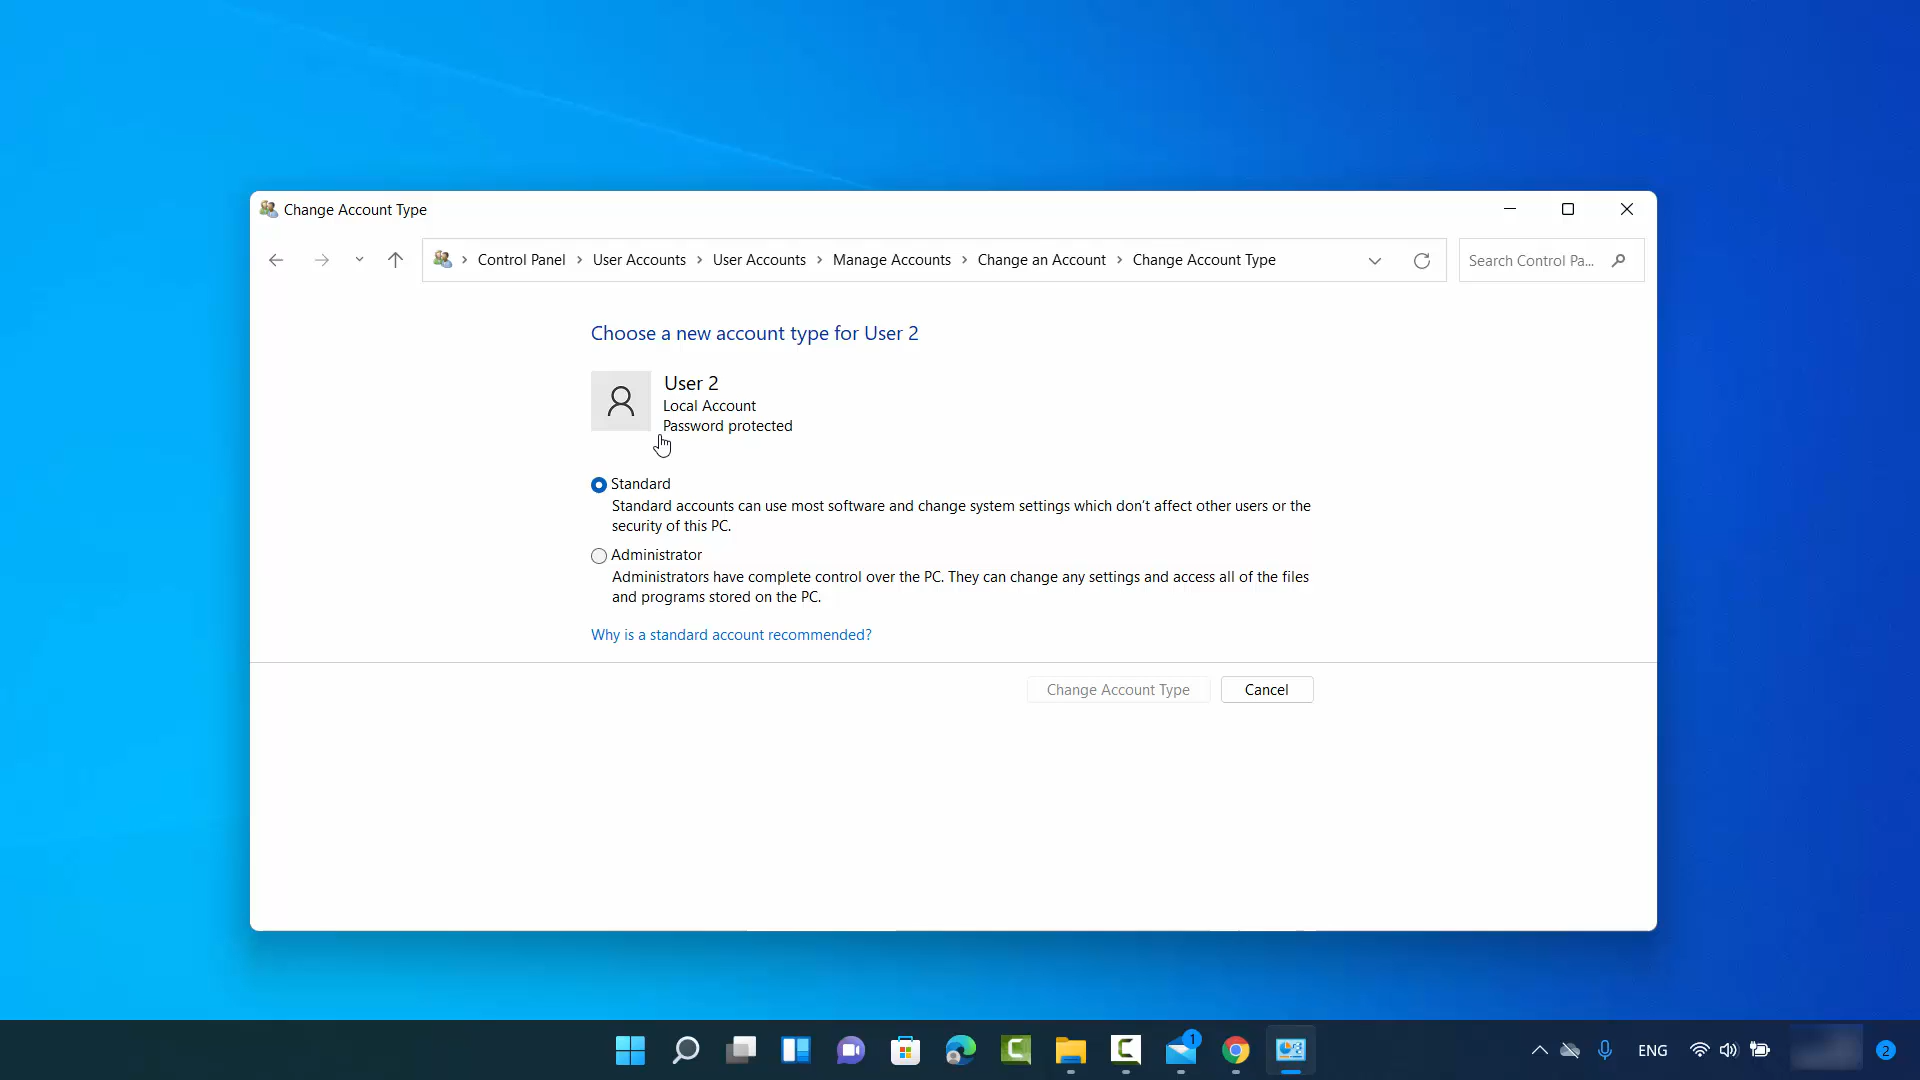 Change Account Type
Control Panel > User Accounts > User Accounts > Manage Accounts > Change an Account > Change Account Type
Search Control Pa...
Choose a new account type for User 2
User 2
Local Account
Password protected
Standard
Standard accounts can use most software and change system settings which don't affect other users or the
security of this PC.
Administrator
Administrators have complete control over the PC. They can change any settings and access all of the files
and programs stored on the PC.
Why is a standard account recommended?
Change Account Type
Cancel
1
ENG
2